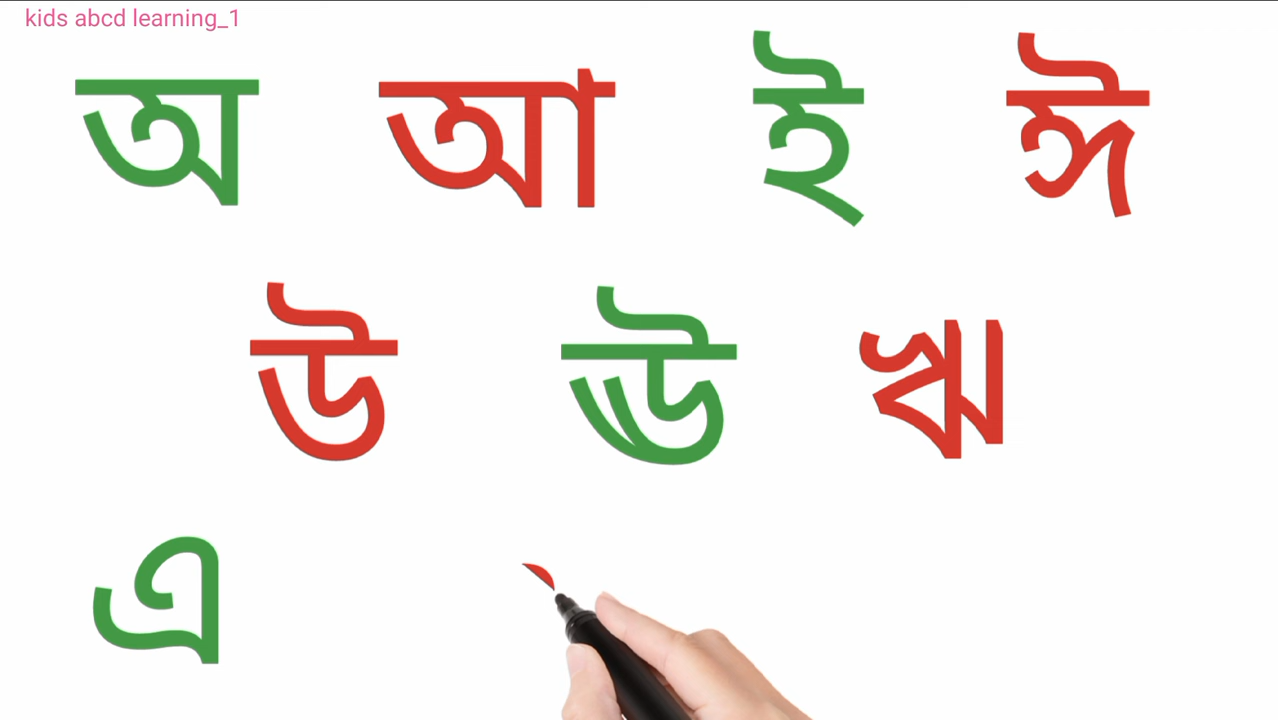 kids abcd learning_1
অ আ ই ঈ
উ ঊ ঋ
এ